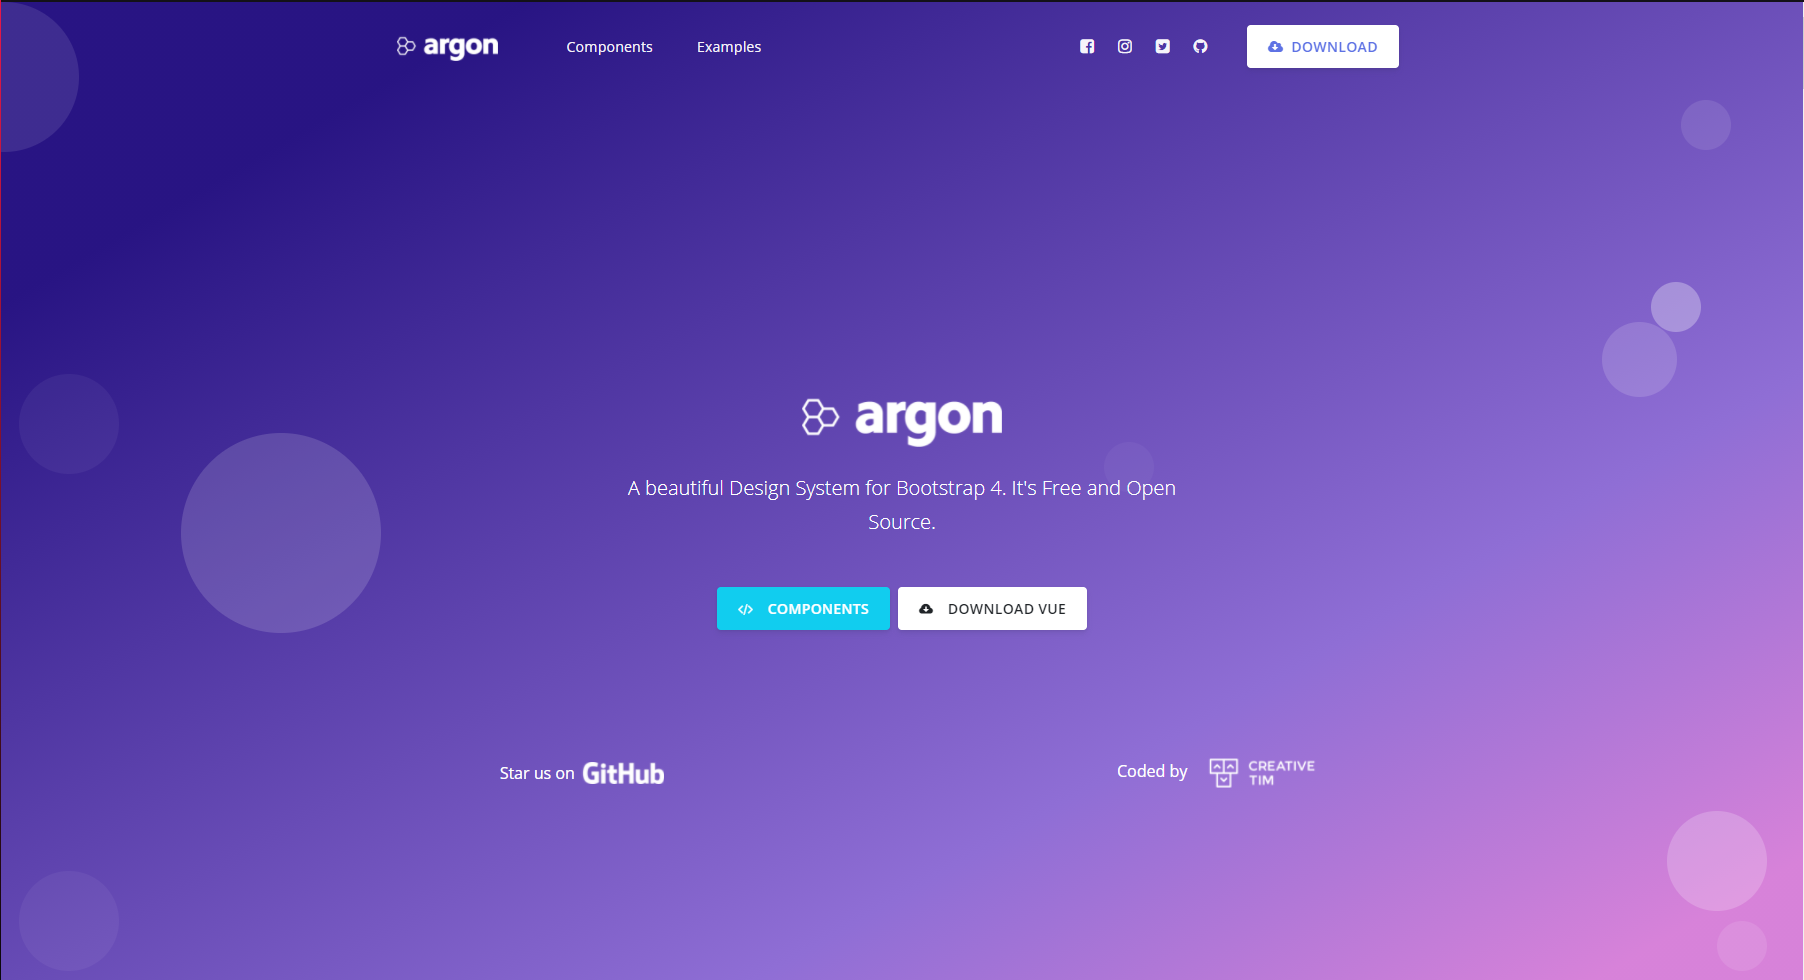 argon
Components
Examples
DOWNLOAD
argon
A beautiful Design System for Bootstrap 4. It's Free and Open
Source.
COMPONENTS
DOWNLOAD VUE
Star us on GitHub
Coded by CREATIVE
TIM